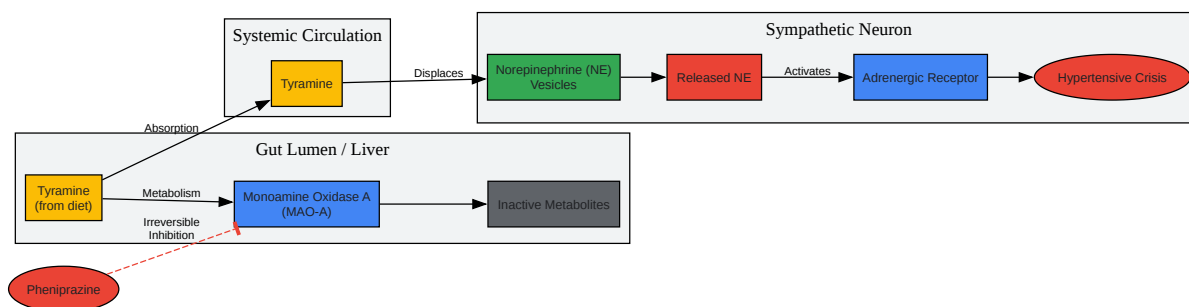 Sympathetic Neuron
Systemic Circulation
Tyramine
Displaces
Norepinephrine (NE)
Vesicles
Released NE
Activates
Adrenergic Receptor
Hypertensive Crisis
Absorption
Gut Lumen / Liver
Tyramine
(from diet)
Metabolism
Monoamine Oxidase A
(MAO-A)
Inactive Metabolites
Irreversible
Inhibition
Pheniprazine